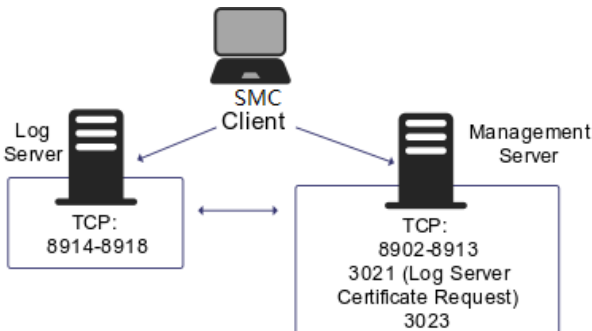 SMC
Client
Log
Server
Management
Server
TCP:
8914-8918
TCP:
8902-8913
3021 (Log Server
Certificate Request)
3023